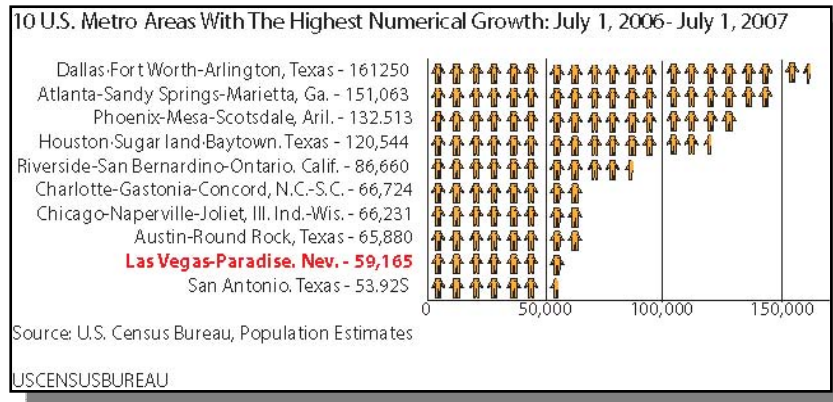 10 U.S. Metro Areas With The Highest Numerical Growth: July 1, 2006- July 1, 2007
Dallas·Fort Worth-Arlington, Texas - 161250
Atlanta-Sandy Springs-Marietta, Ga. - 151,063
Phoenix-Mesa-Scotsdale, Aril. - 132.513
Houston·Sugar land·Baytown. Texas - 120,544
Riverside-San Bernardino-Ontario. Calif. - 86,660
Charlotte-Gastonia-Concord, N.C.-S.C. - 66,724
Chicago-Naperville-Joliet, Ill. Ind.-Wis. - 66,231
Austin-Round Rock, Texas - 65,880
Las Vegas-Paradise. Nev. - 59,165
San Antonio. Texas - 53.92S
0 50,000 100,000 150,000
Source: U.S. Census Bureau, Population Estimates
USCENSUSBUREAU